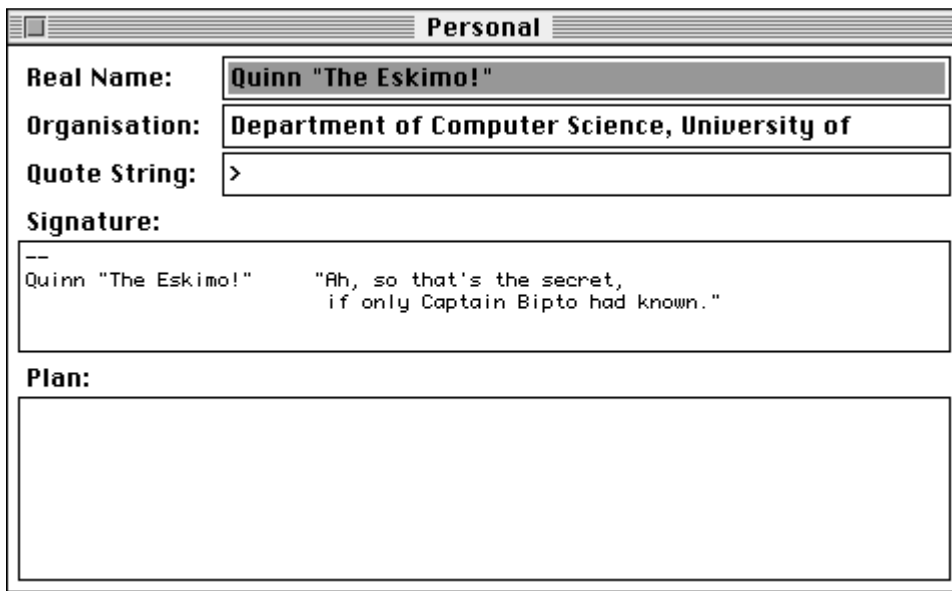 Personal
Real Name: Quinn "The Eskimo!"
Organisation: Department of Computer Science, University of
Quote String: >
Signature:
--
Quinn "The Eskimo!" "Ah, so that's the secret,
if only Captain Bipto had known."
Plan: